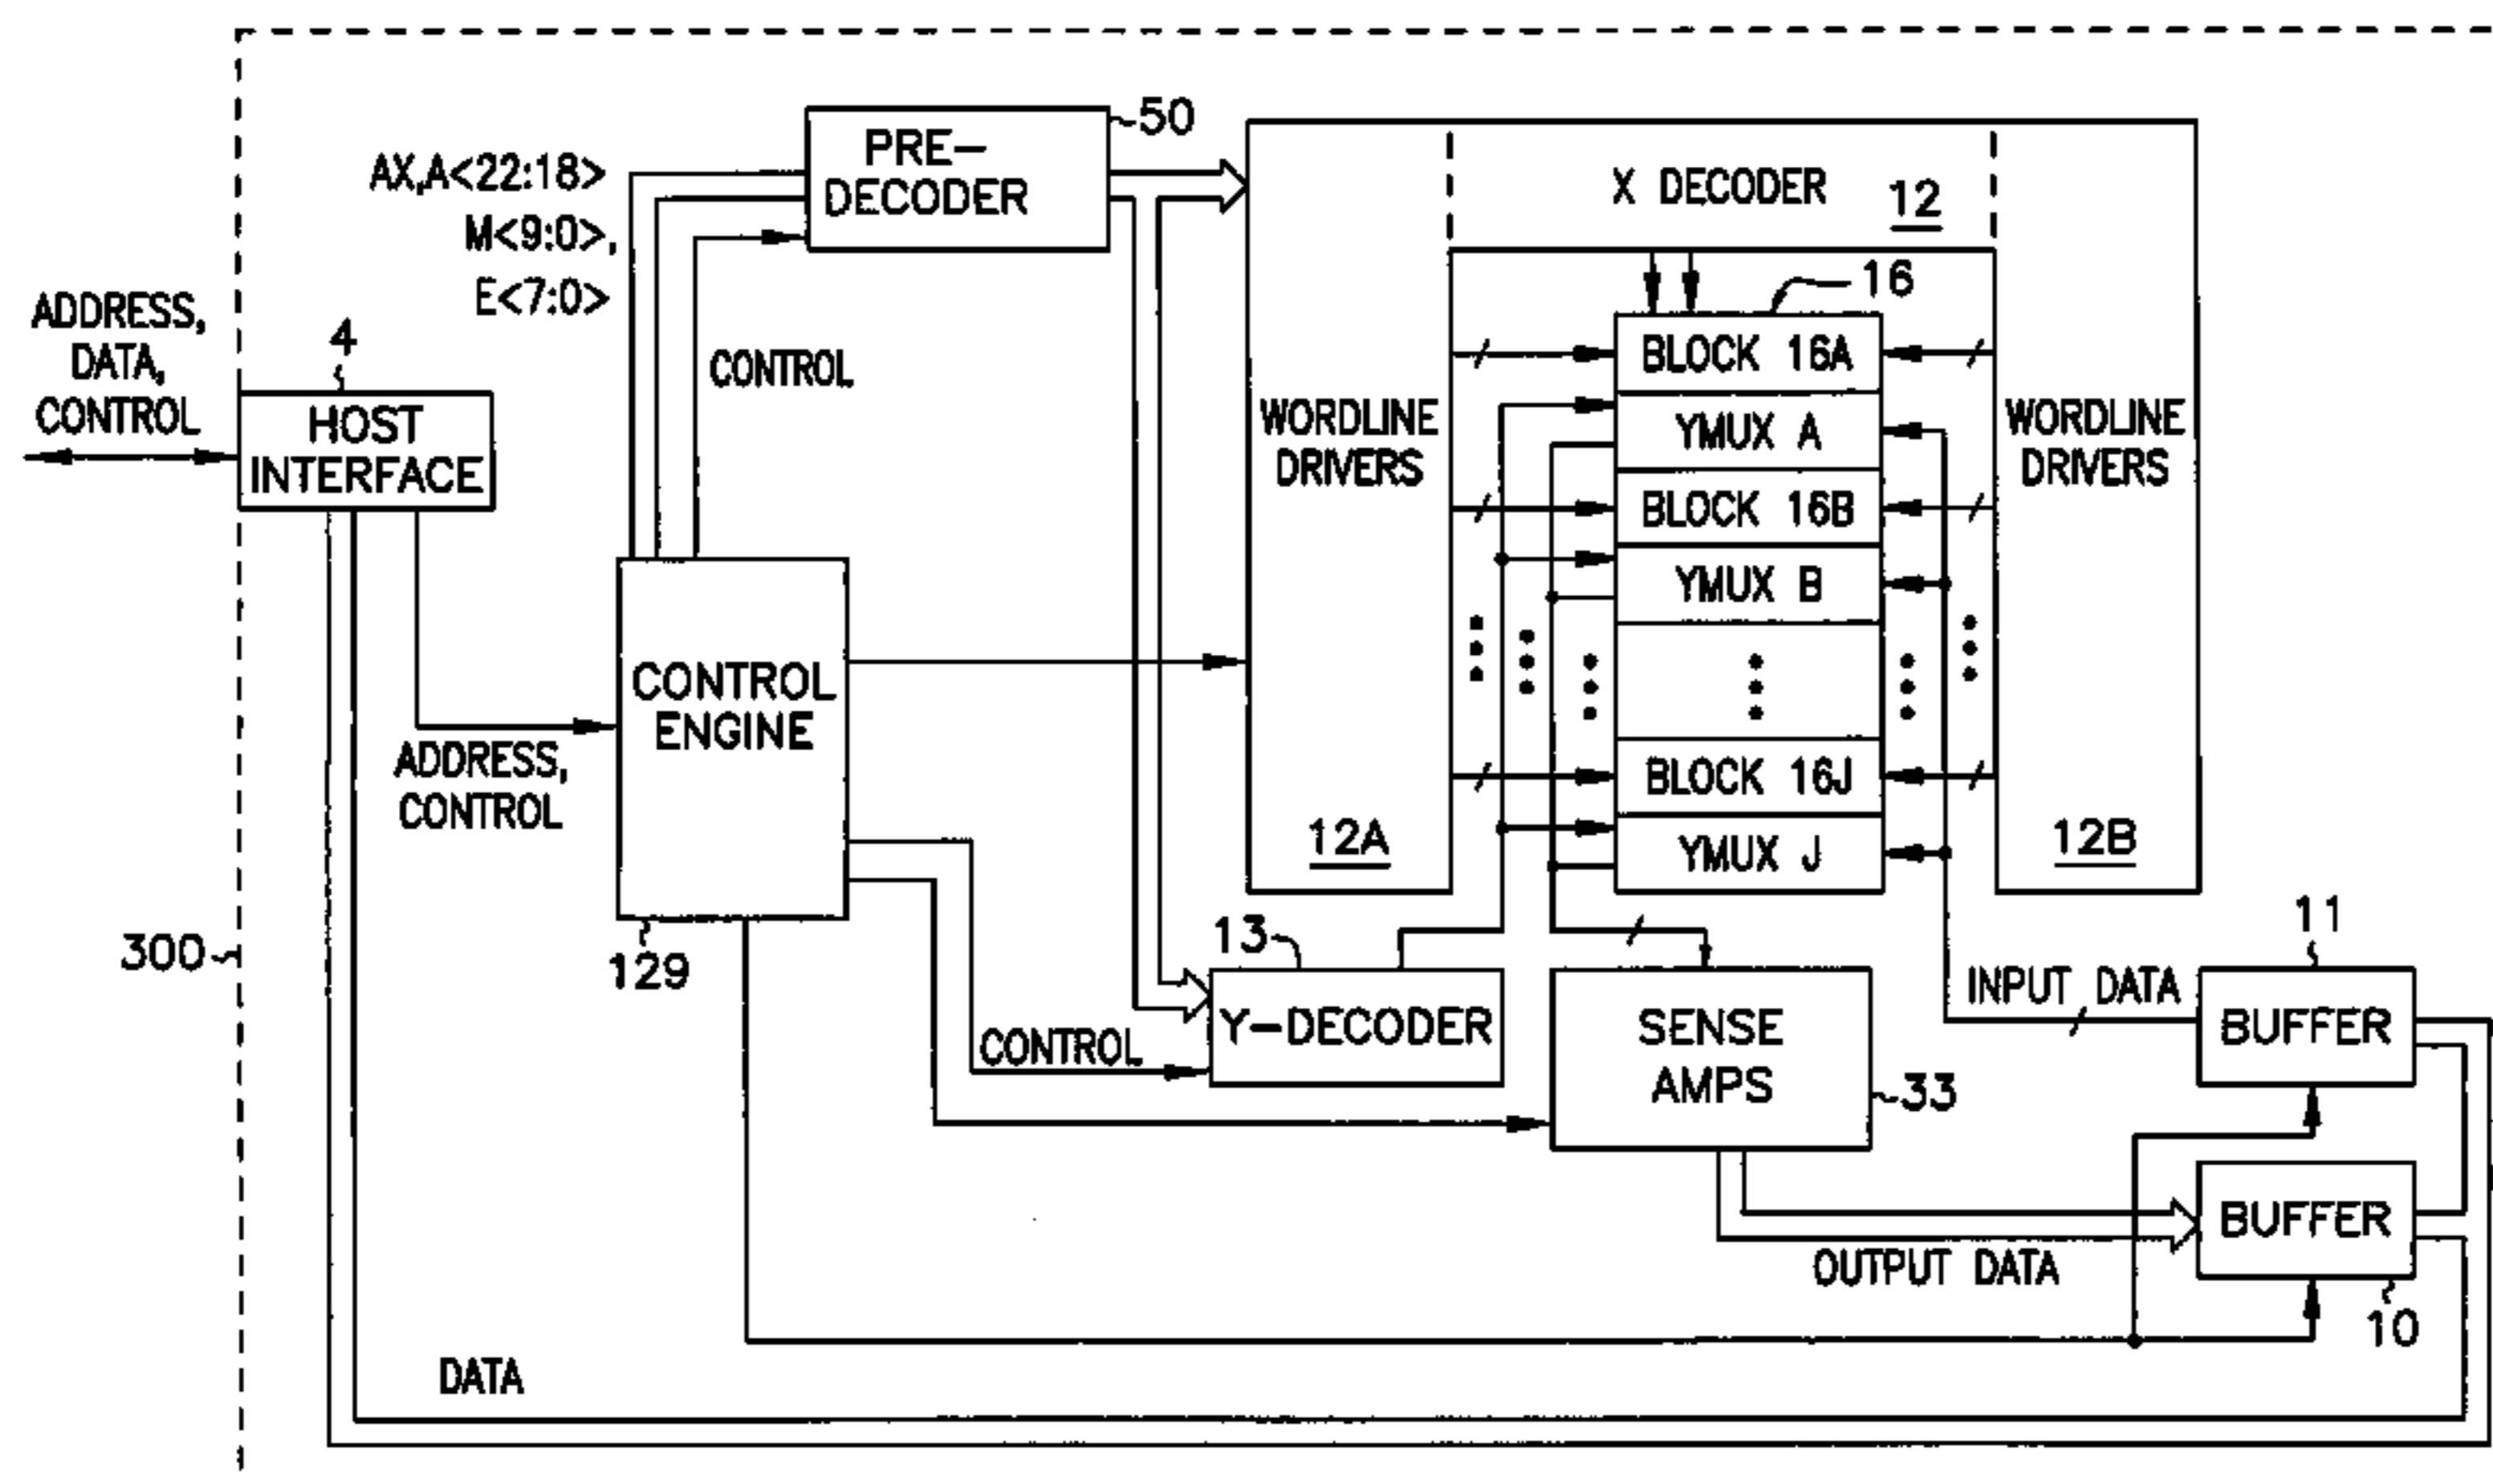 50
PRE-
DECODER
AX,A<22:18>
M<9:0>,
E<7:0>
X DECODER
12
ADDRESS,
DATA,
CONTROL
4
HOST
INTERFACE
CONTROL
16
BLOCK 16A
YMUX A
BLOCK 16B
YMUX B
BLOCK 16J
YMUX J
WORDLINE
DRIVERS
12A
WORDLINE
DRIVERS
12B
CONTROL
ENGINE
129
ADDRESS,
CONTROL
300
13
Y-DECODER
CONTROL
SENSE
AMPS
33
INPUT DATA
11
BUFFER
BUFFER
10
OUTPUT DATA
DATA